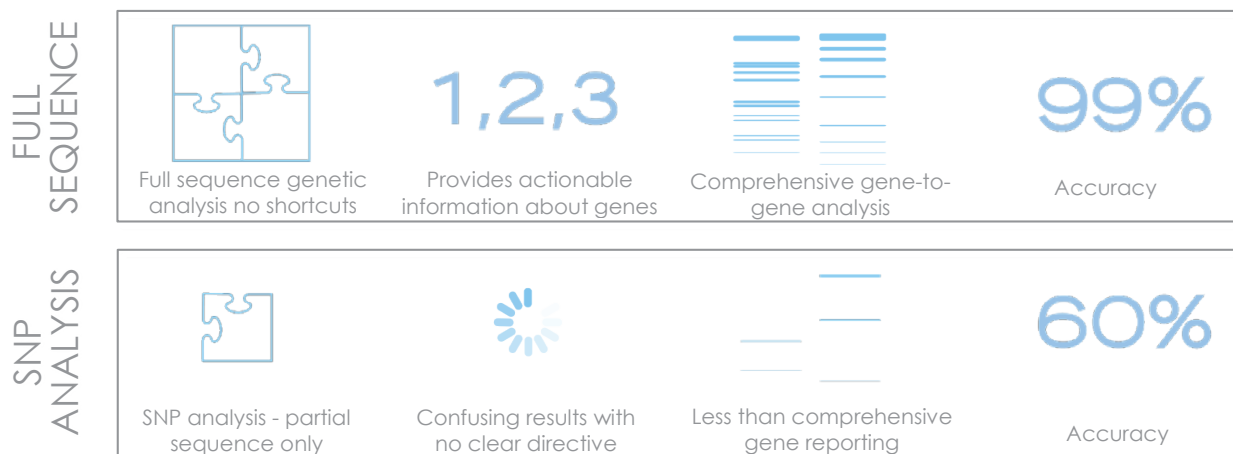 FULL
SEQUENCE
1,2,3
99%
Full sequence genetic
analysis no shortcuts
Provides actionable
information about genes
Comprehensive gene-to-
gene analysis
Accuracy
SNP
ANALYSIS
60%
SNP analysis - partial
sequence only
Confusing results with
no clear directive
Less than comprehensive
gene reporting
Accuracy